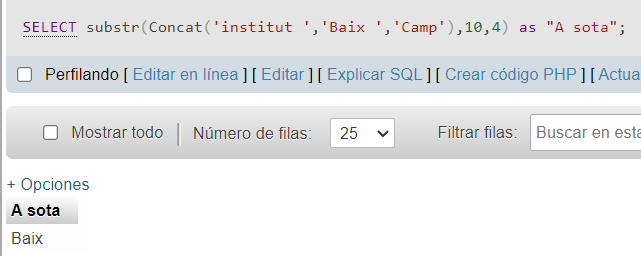 SELECT substr(Concat('institut ','Baix ','Camp'),10,4) as "A sota";
Perfilando [ Editar en línea ] [ Editar ] [ Explicar SQL ] [ Crear código PHP ] [ Actua
Mostrar todo | Número de filas: 25 Filtrar filas: Buscar en esta
+ Opciones
A sota
Baix